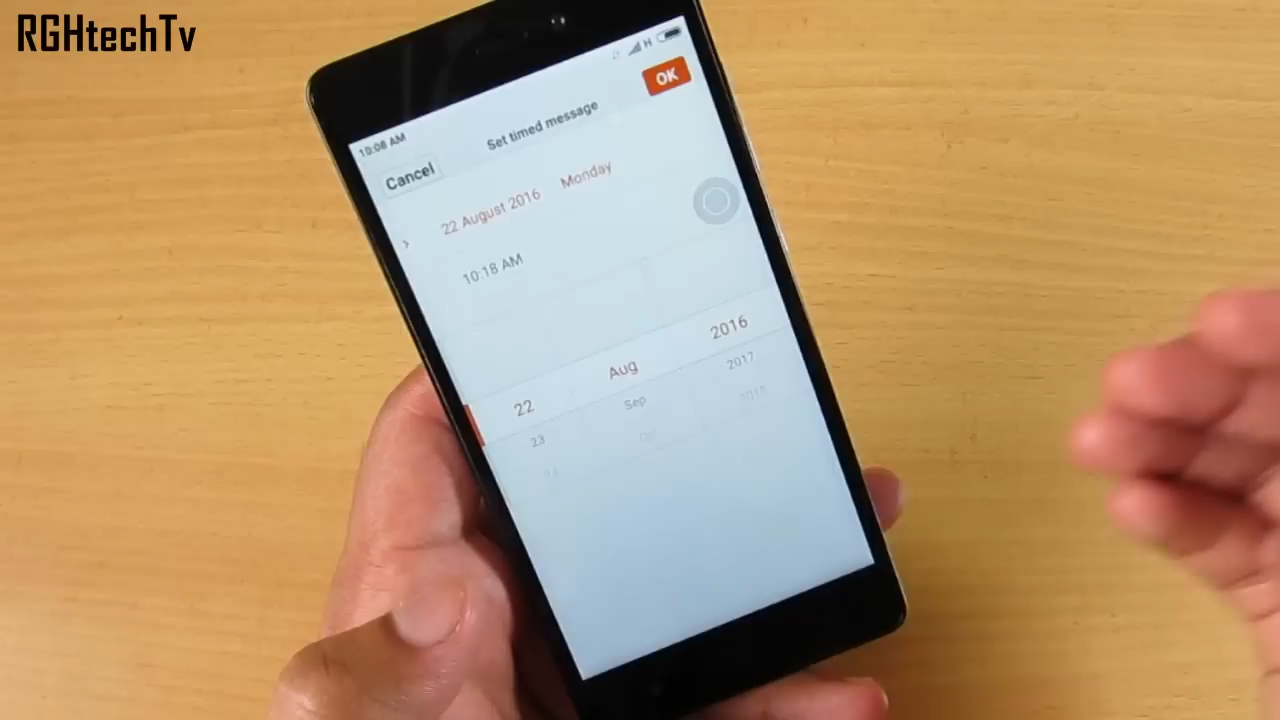 RGHtechTv
10:08 AM
H
Cancel
Set timed message
OK
22 August 2016 Monday
10:18 AM
22 Aug 2016
23 Sep 2017